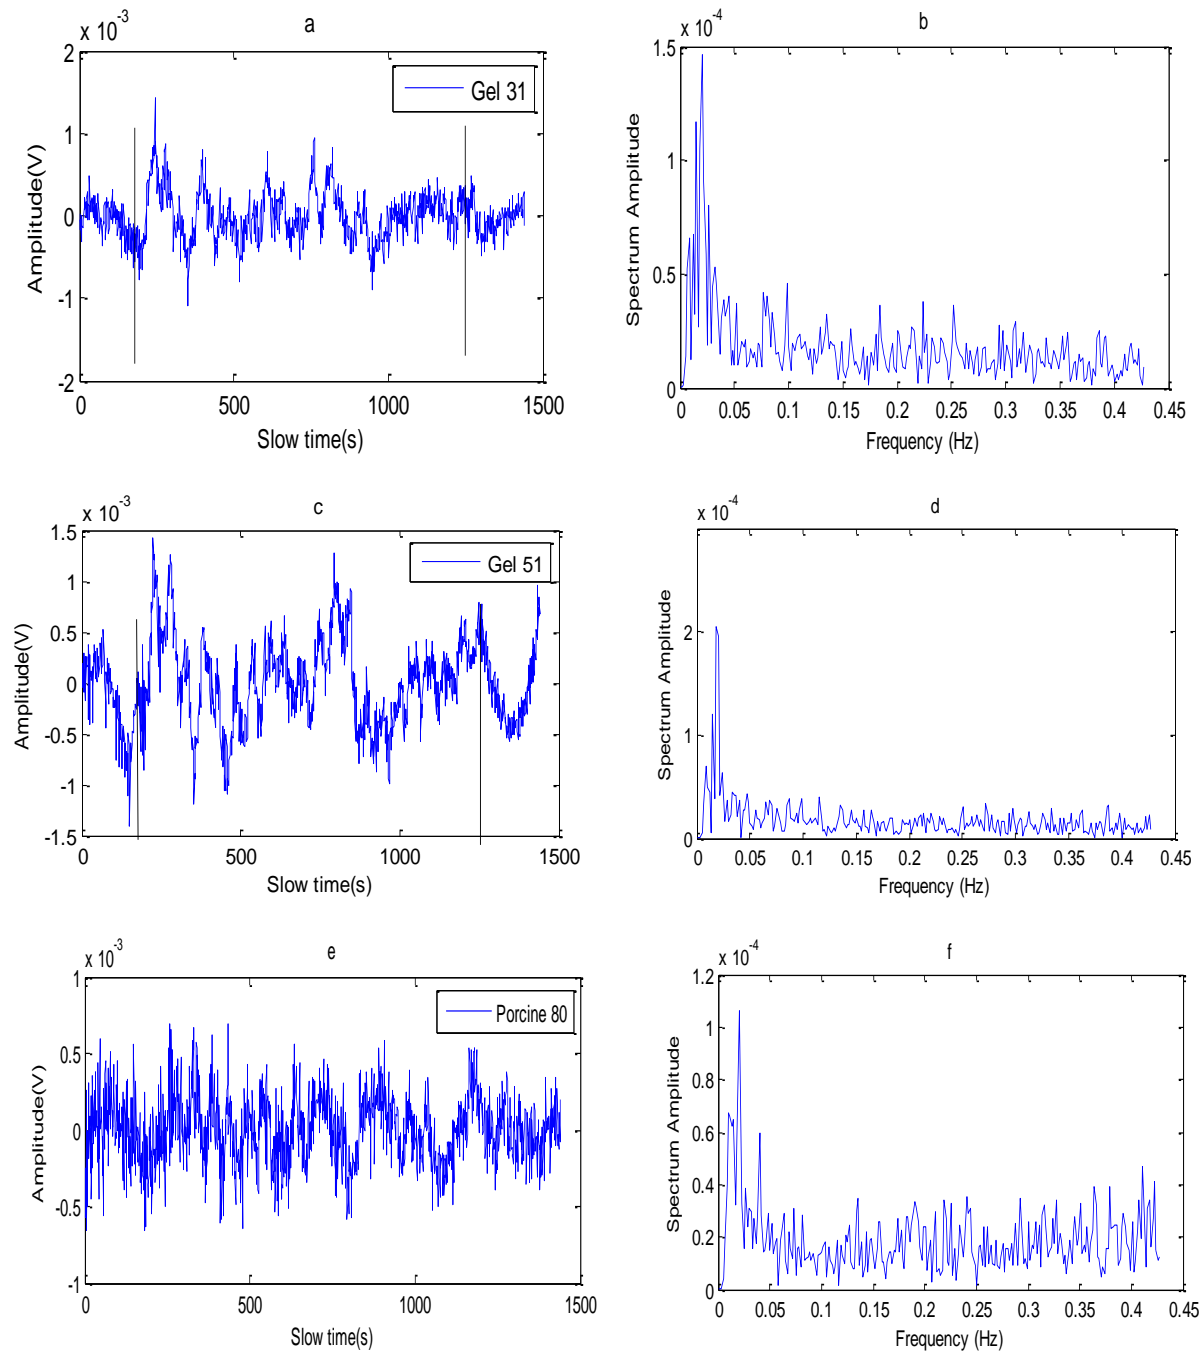 a
x 10^-3
2
1
0
-1
-2
Amplitude(V)
Gel 31
0 500 1000 1500
Slow time(s)
b
x 10^-4
1.5
1
0.5
0
Spectrum Amplitude
0 0.05 0.1 0.15 0.2 0.25 0.3 0.35 0.4 0.45
Frequency (Hz)
c
x 10^-3
1.5
1
0.5
0
-0.5
-1
-1.5
Amplitude(V)
Gel 51
0 500 1000 1500
Slow time(s)
d
x 10^-4
2
1
0
Spectrum Amplitude
0 0.05 0.1 0.15 0.2 0.25 0.3 0.35 0.4 0.45
Frequency (Hz)
e
x 10^-3
1
0.5
0
-0.5
-1
Amplitude(V)
Porcine 80
0 500 1000 1500
Slow time(s)
f
x 10^-4
1.2
1
0.8
0.6
0.4
0.2
0
Spectrum Amplitude
0 0.05 0.1 0.15 0.2 0.25 0.3 0.35 0.4 0.45
Frequency (Hz)